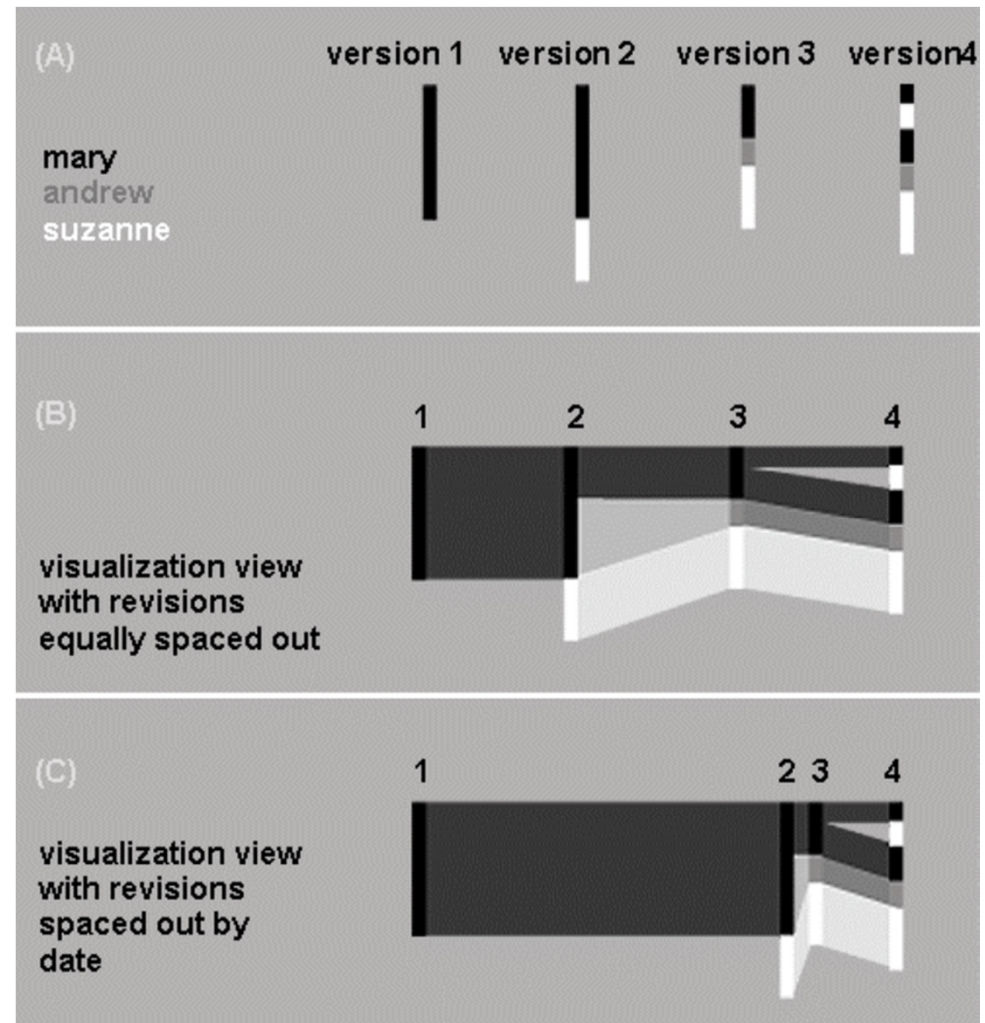 (A)
version 1 version 2 version 3 version4
mary
andrew
suzanne
(B)
1 2 3 4
visualization view
with revisions
equally spaced out
(C)
1 2 3 4
visualization view
with revisions
spaced out by
date